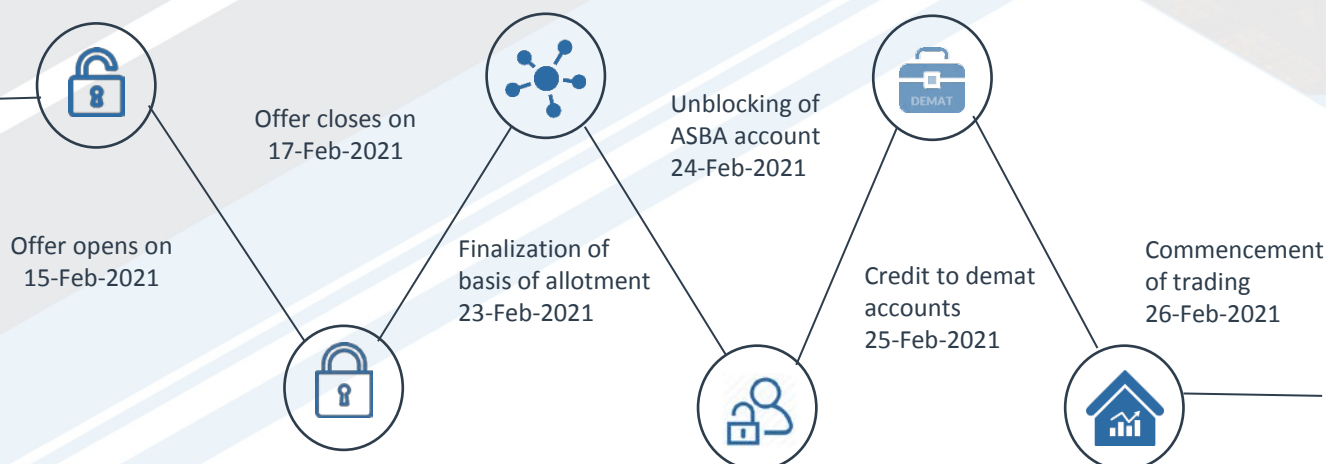 Offer opens on
15-Feb-2021
Offer closes on
17-Feb-2021
Finalization of
basis of allotment
23-Feb-2021
Unblocking of
ASBA account
24-Feb-2021
DEMAT
Credit to demat
accounts
25-Feb-2021
Commencement
of trading
26-Feb-2021